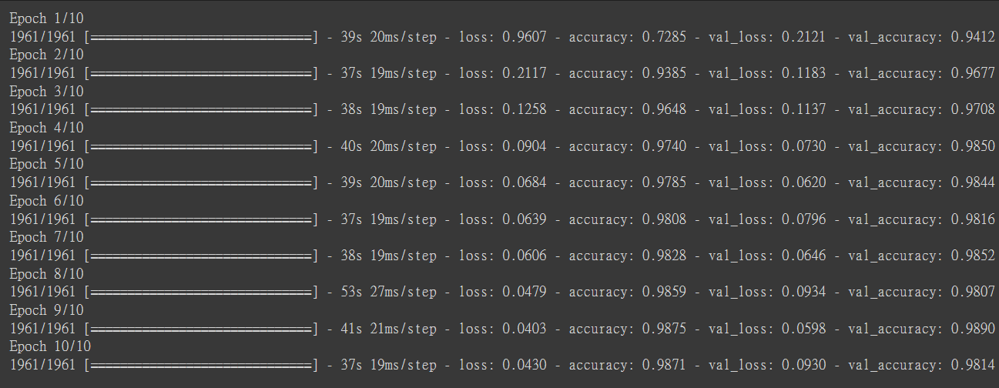 Epoch 1/10
1961/1961 [==============================] - 39s 20ms/step - loss: 0.9607 - accuracy: 0.7285 - val_loss: 0.2121 - val_accuracy: 0.9412
Epoch 2/10
1961/1961 [==============================] - 37s 19ms/step - loss: 0.2117 - accuracy: 0.9385 - val_loss: 0.1183 - val_accuracy: 0.9677
Epoch 3/10
1961/1961 [==============================] - 38s 19ms/step - loss: 0.1258 - accuracy: 0.9648 - val_loss: 0.1137 - val_accuracy: 0.9708
Epoch 4/10
1961/1961 [==============================] - 40s 20ms/step - loss: 0.0904 - accuracy: 0.9740 - val_loss: 0.0730 - val_accuracy: 0.9850
Epoch 5/10
1961/1961 [==============================] - 39s 20ms/step - loss: 0.0684 - accuracy: 0.9785 - val_loss: 0.0620 - val_accuracy: 0.9844
Epoch 6/10
1961/1961 [==============================] - 37s 19ms/step - loss: 0.0639 - accuracy: 0.9808 - val_loss: 0.0796 - val_accuracy: 0.9816
Epoch 7/10
1961/1961 [==============================] - 38s 19ms/step - loss: 0.0606 - accuracy: 0.9828 - val_loss: 0.0646 - val_accuracy: 0.9852
Epoch 8/10
1961/1961 [==============================] - 53s 27ms/step - loss: 0.0479 - accuracy: 0.9859 - val_loss: 0.0934 - val_accuracy: 0.9807
Epoch 9/10
1961/1961 [==============================] - 41s 21ms/step - loss: 0.0403 - accuracy: 0.9875 - val_loss: 0.0598 - val_accuracy: 0.9890
Epoch 10/10
1961/1961 [==============================] - 37s 19ms/step - loss: 0.0430 - accuracy: 0.9871 - val_loss: 0.0930 - val_accuracy: 0.9814